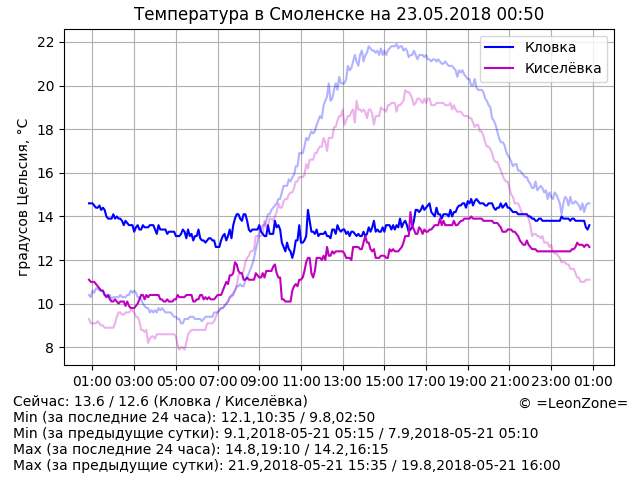 Температура в Смоленске на 23.05.2018 00:50
22
20
18
16
14
12
10
8
градусов Цельсия, °C
Кловка
Киселёвка
01:00 03:00 05:00 07:00 09:00 11:00 13:00 15:00 17:00 19:00 21:00 23:00 01:00
Сейчас: 13.6 / 12.6 (Кловка / Киселёвка)
© =LeonZone=
Min (за последние 24 часа): 12.1,10:35 / 9.8,02:50
Min (за предыдущие сутки): 9.1,2018-05-21 05:15 / 7.9,2018-05-21 05:10
Max (за последние 24 часа): 14.8,19:10 / 14.2,16:15
Max (за предыдущие сутки): 21.9,2018-05-21 15:35 / 19.8,2018-05-21 16:00